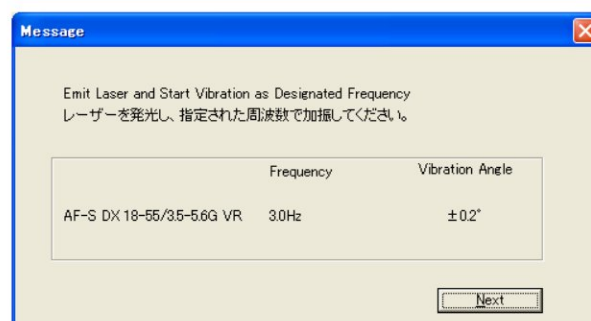 Message
Emit Laser and Start Vibration as Designated Frequency
レーザーを発光し、指定された周波数で加振してください。
Frequency Vibration Angle
AF-S DX 18-55/3.5-5.6G VR 3.0Hz ±0.2°
Next